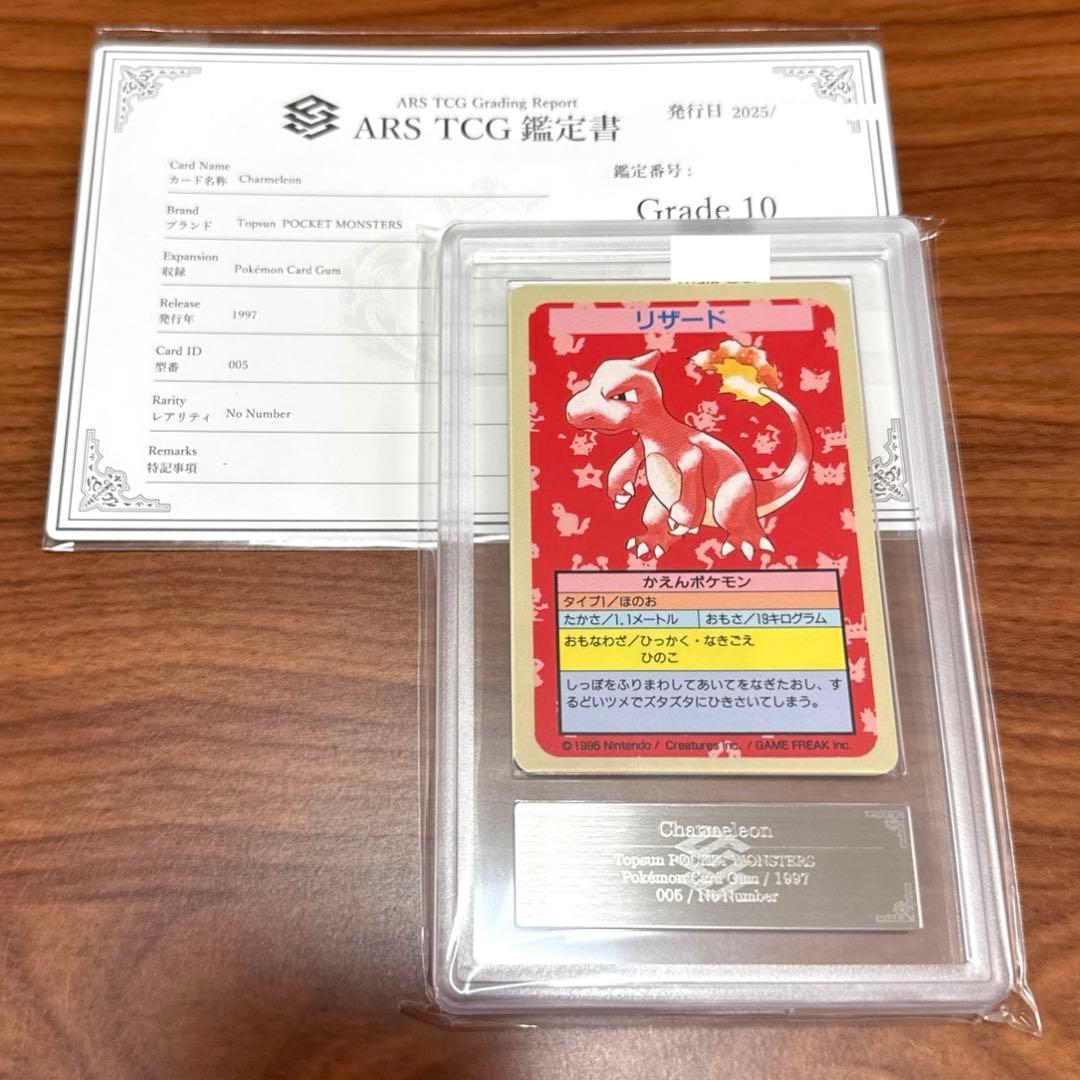 ARS TCG Grading Report
ARS TCG 鑑定書
発行日 2025/
鑑定番号:
Grade 10
Card Name
カード名称 Charmeleon
Brand
ブランド Topsun POCKET MONSTERS
Expansion
収録 Pokémon Card Gum
Release
発行年 1997
Card ID
型番 005
Rarity
レアリティ No Number
Remarks
特記事項 -
リザード
かえんポケモン
タイプ1/ほのお
たかさ/1.1メートル おもさ/19キログラム
おもなわざ/ひっかく・なきごえ
ひのこ
しっぽをふりまわしてあいてをなぎたおし、す
るどいツメでズタズタにひきさいてしまう。
©1995 Nintendo / Creatures inc. / GAME FREAK inc.
Charmeleon
Topsun POCKET MONSTERS
Pokémon Card Gum / 1997
005 / No Number